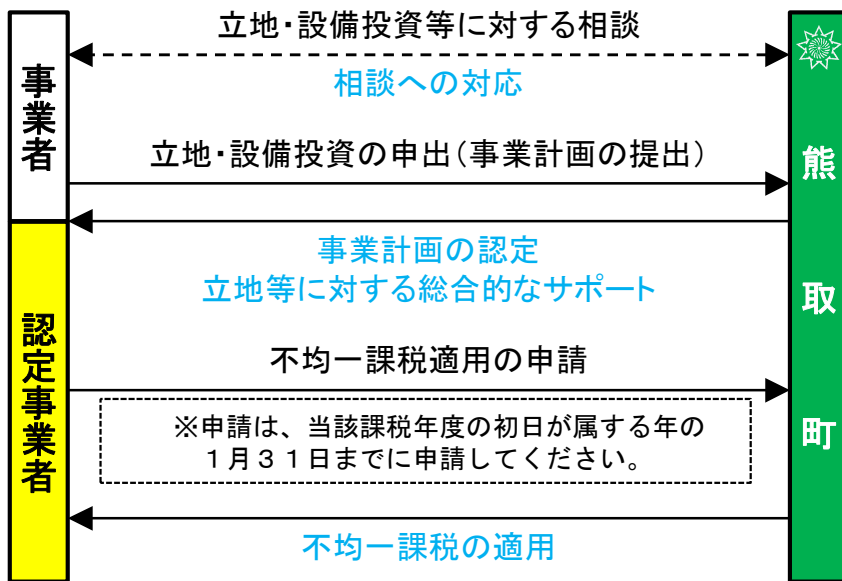 立地・設備投資等に対する相談
相談への対応
事業者
立地・設備投資の申出（事業計画の提出）
事業計画の認定
立地等に対する総合的なサポート
認定事業者
不均一課税適用の申請
※申請は、当該課税年度の初日が属する年の
１月３１日までに申請してください。
不均一課税の適用
熊取町